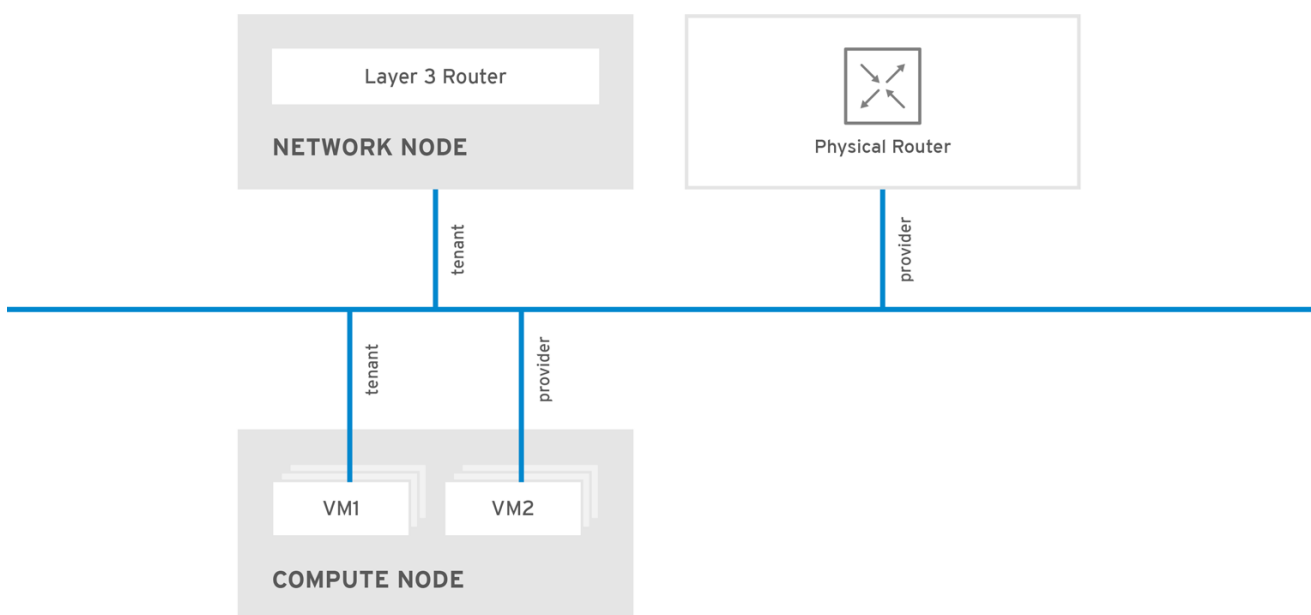 Layer 3 Router
NETWORK NODE
Physical Router
tenant
provider
tenant
provider
VM1
VM2
COMPUTE NODE